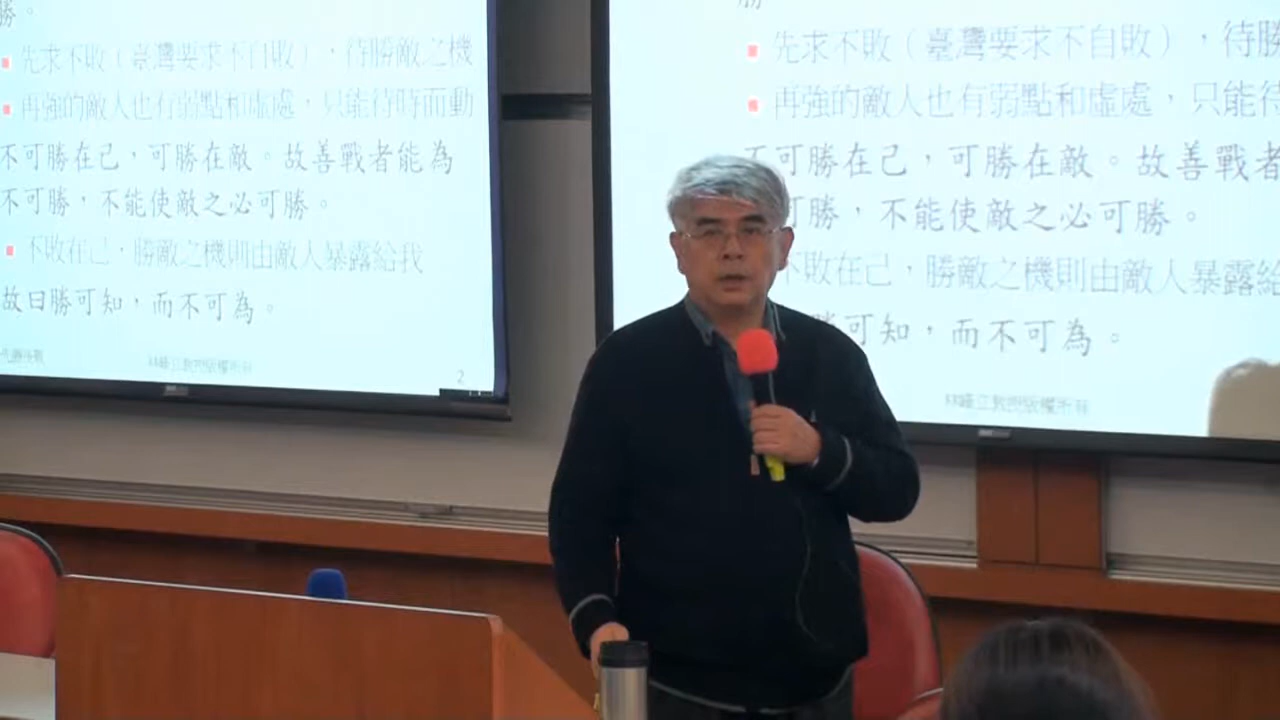 勝。
先求不敗（臺灣要求不自敗），待勝敵之機
再強的敵人也有弱點和虛處，只能待時而動
不可勝在己，可勝在敵。故善戰者能為
不可勝，不能使敵之必可勝。
不敗在己，勝敵之機則由敵人暴露給我
故曰勝可知，而不可為。
2
先求不敗（臺灣要求不自敗），待勝
再強的敵人也有弱點和虛處，只能待
不可勝在己，可勝在敵。故善戰者
可勝，不能使敵之必可勝。
不敗在己，勝敵之機則由敵人暴露給
勝可知，而不可為。